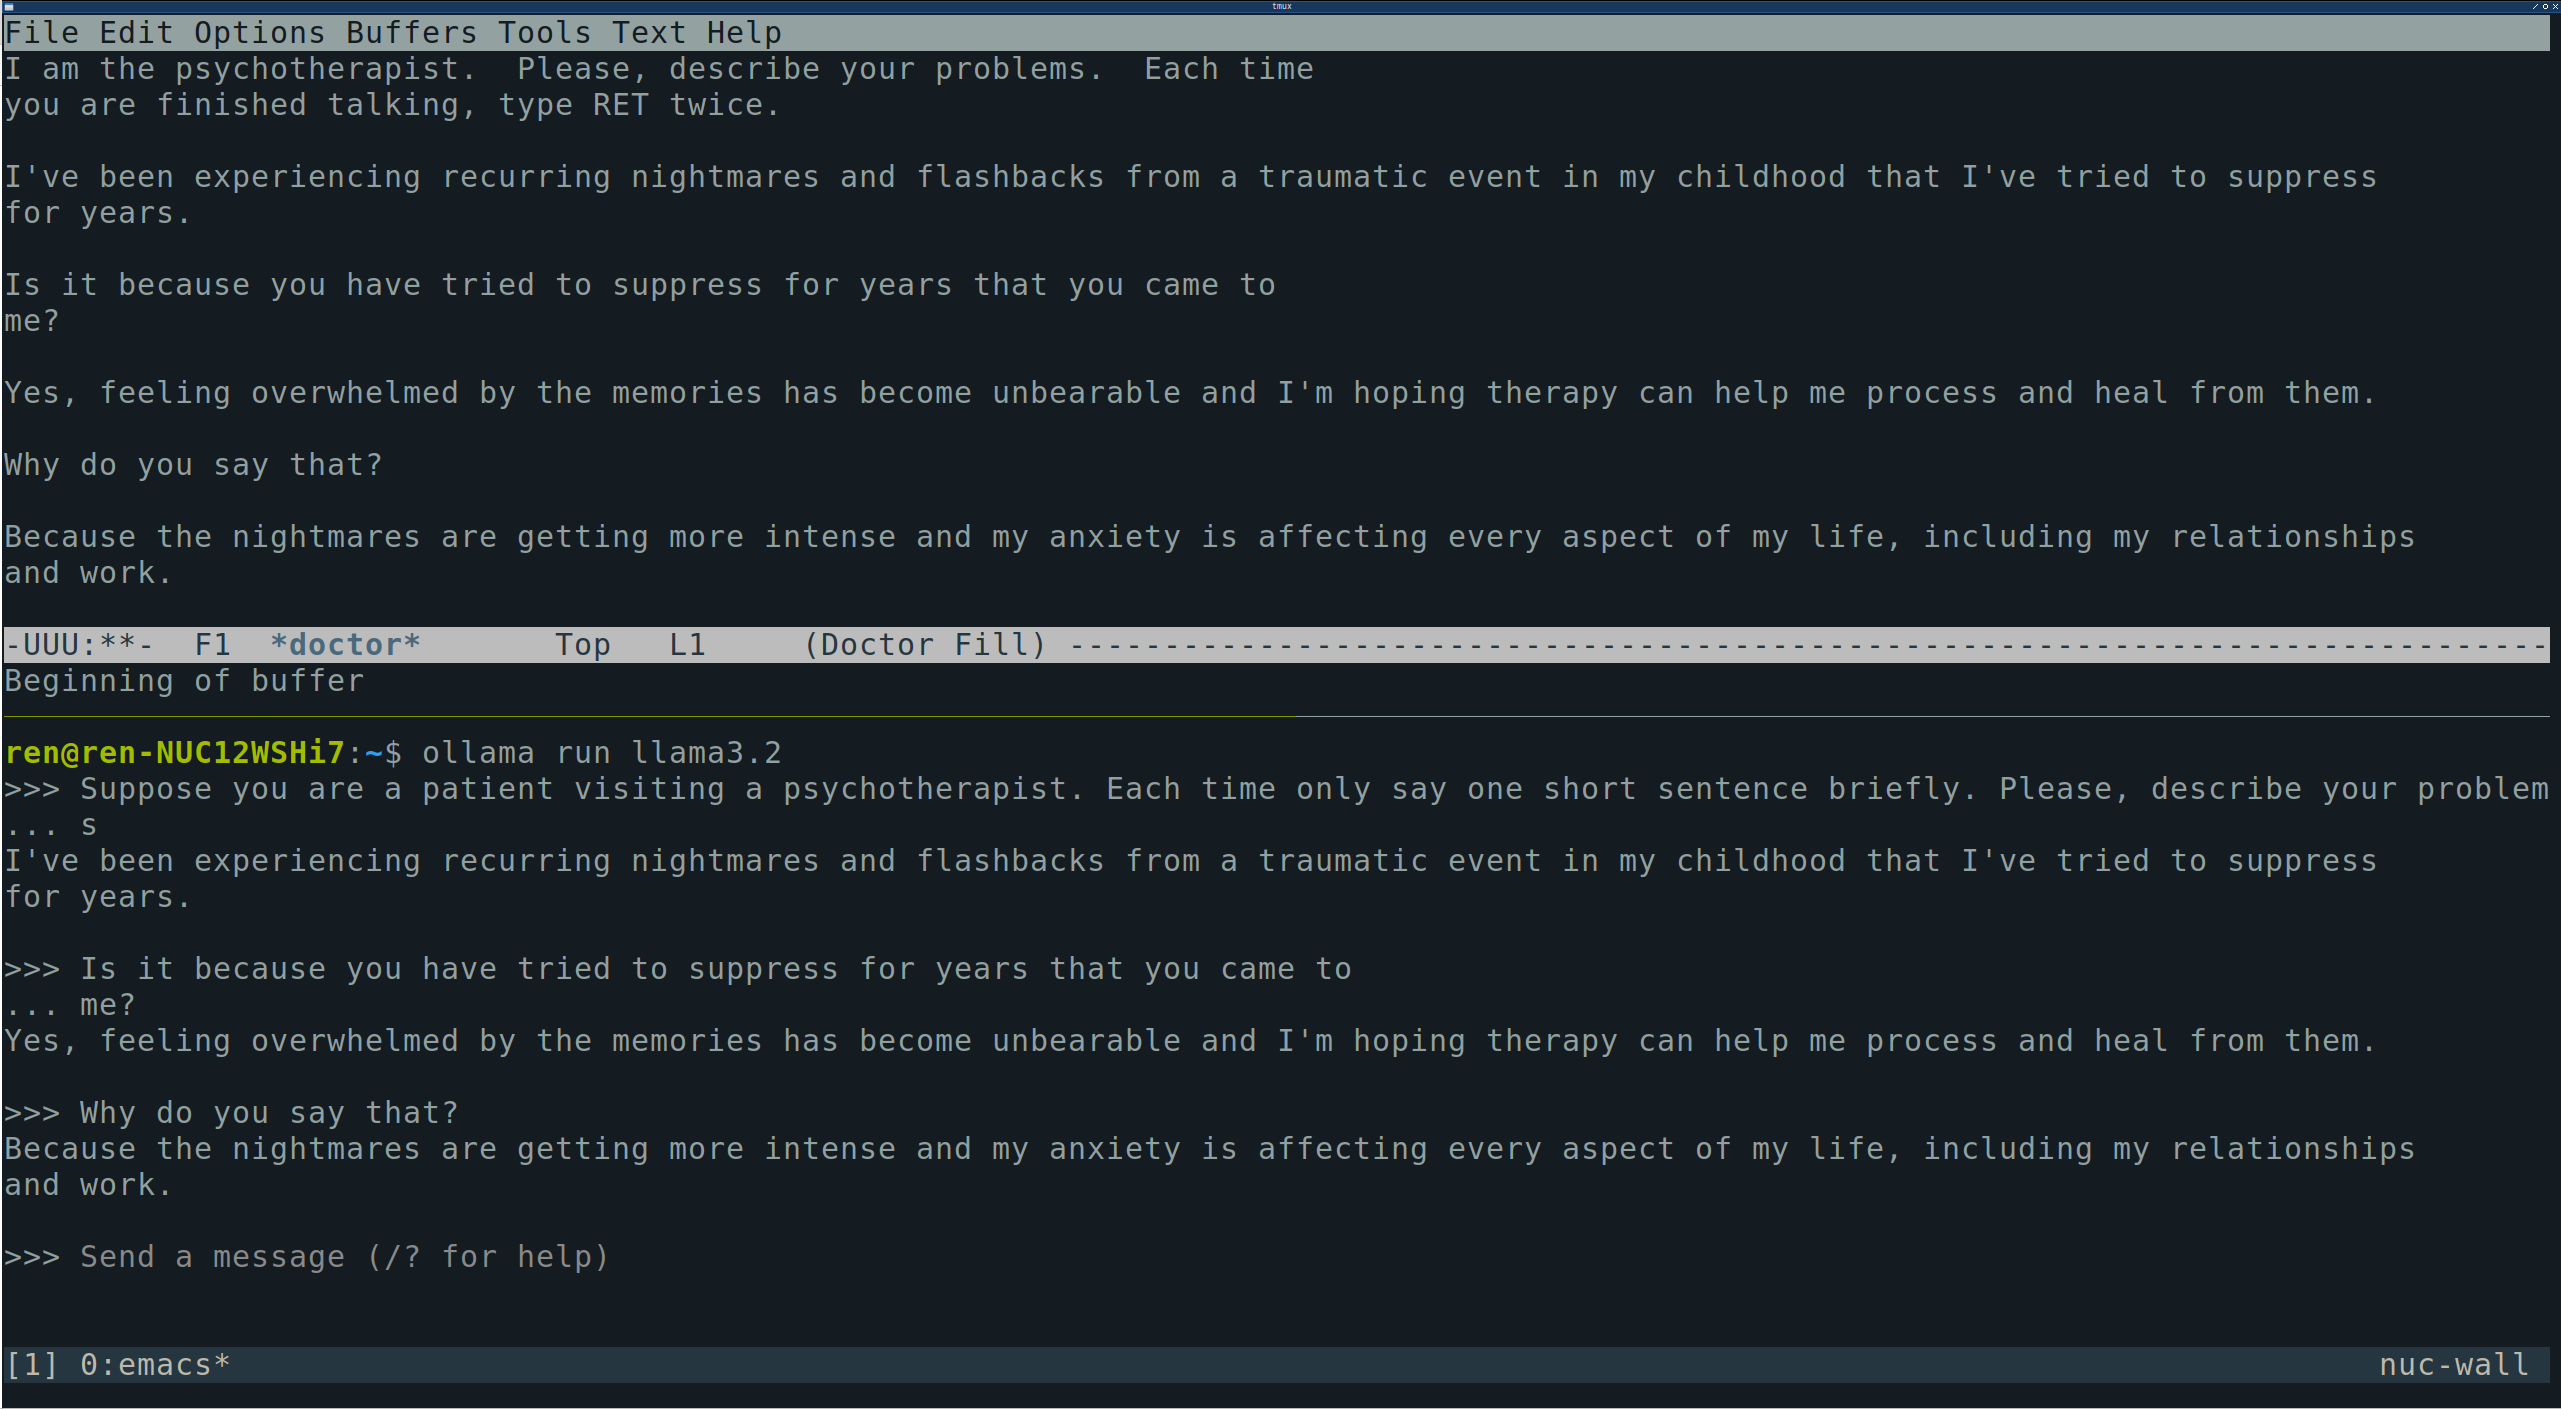 tmux
File Edit Options Buffers Tools Text Help
I am the psychotherapist.  Please, describe your problems.  Each time
you are finished talking, type RET twice.
I've been experiencing recurring nightmares and flashbacks from a traumatic event in my childhood that I've tried to suppress
for years.
Is it because you have tried to suppress for years that you came to
me?
Yes, feeling overwhelmed by the memories has become unbearable and I'm hoping therapy can help me process and heal from them.
Why do you say that?
Because the nightmares are getting more intense and my anxiety is affecting every aspect of my life, including my relationships
and work.
-UUU:**-  F1  *doctor*       Top   L1     (Doctor Fill) ------------------------------------------------------------------------------
Beginning of buffer
ren@ren-NUC12WSHi7:~$ ollama run llama3.2
>>> Suppose you are a patient visiting a psychotherapist. Each time only say one short sentence briefly. Please, describe your problem
... s
I've been experiencing recurring nightmares and flashbacks from a traumatic event in my childhood that I've tried to suppress
for years.
>>> Is it because you have tried to suppress for years that you came to
... me?
Yes, feeling overwhelmed by the memories has become unbearable and I'm hoping therapy can help me process and heal from them.
>>> Why do you say that?
Because the nightmares are getting more intense and my anxiety is affecting every aspect of my life, including my relationships
and work.
>>> Send a message (/? for help)
[1] 0:emacs* nuc-wall